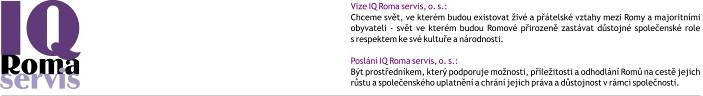 IQ
Roma
servis
Vize IQ Roma servis, o. s.:
Chceme svět, ve kterém budou existovat živé a přátelské vztahy mezi Romy a majoritními
obyvateli - svět ve kterém budou Romové přirozeně zastávat důstojné společenské role
s respektem ke své kultuře a národnosti.
Poslání IQ Roma servis, o. s.:
Být prostředníkem, který podporuje možnosti, příležitosti a odhodlání Romů na cestě jejich
růstu a společenského uplatnění a chrání jejich práva a důstojnost v rámci společnosti.